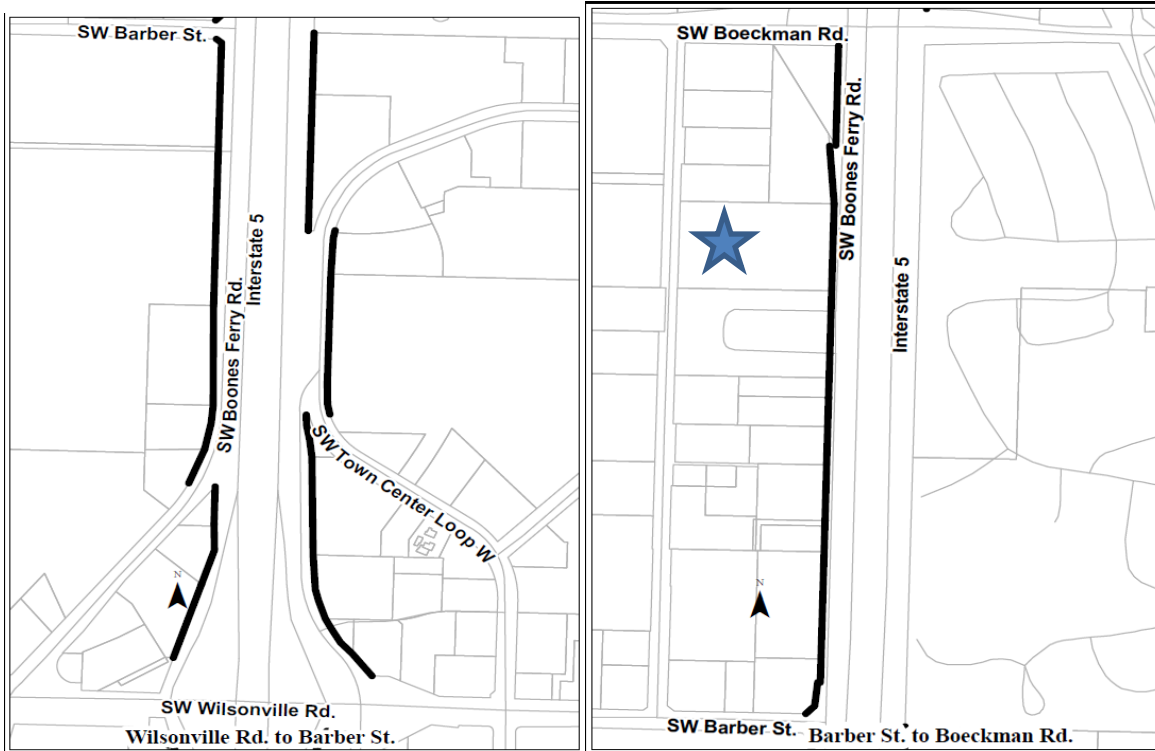 SW Barber St.
Interstate 5
SW Boones Ferry Rd.
SW Town Center Loop W
N
SW Wilsonville Rd.
Wilsonville Rd. to Barber St.
SW Boeckman Rd.
SW Boones Ferry Rd.
Interstate 5
N
SW Barber St.
Barber St. to Boeckman Rd.